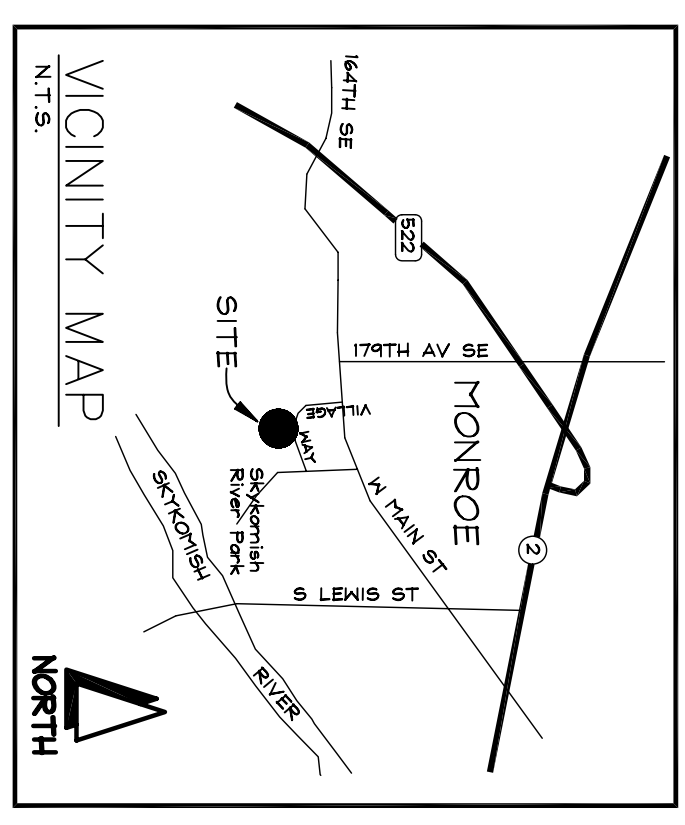 VICINITY MAP
N.T.S.
164TH SE
522
179TH AV SE
MONROE
SITE
VILLAGE
WAY
W MAIN ST
Skykomish
River Park
2
S LEWIS ST
SKYKOMISH
RIVER
NORTH